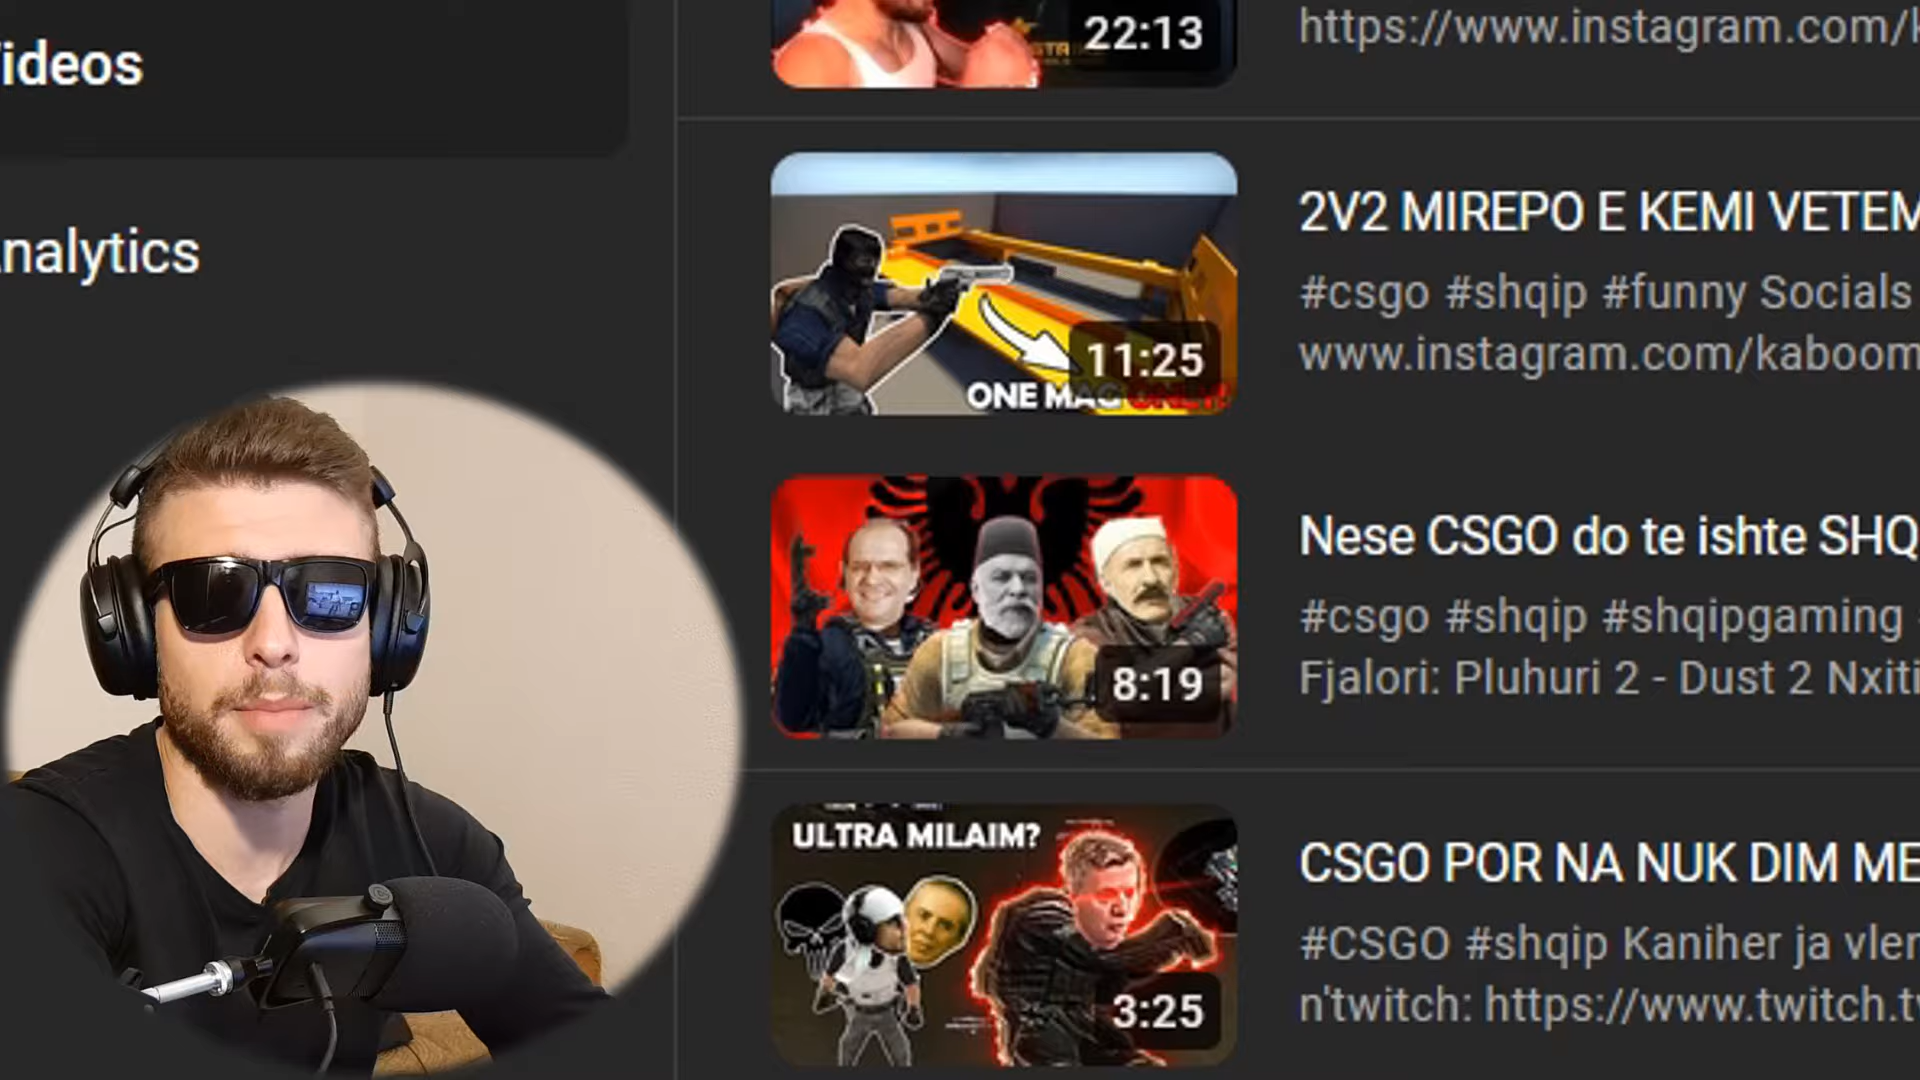 ideos
nalytics
22:13
https://www.instagram.com/
11:25
ONE MAG ONLY!
2V2 MIREPO E KEMI VETEM
#csgo #shqip #funny Socials
www.instagram.com/kaboom
8:19
Nese CSGO do te ishte SHQ
#csgo #shqip #shqipgaming
Fjalori: Pluhuri 2 - Dust 2 Nxiti
ULTRA MILAIM?
3:25
CSGO POR NA NUK DIM ME
#CSGO #shqip Kaniher ja vler
n'twitch: https://www.twitch.tv